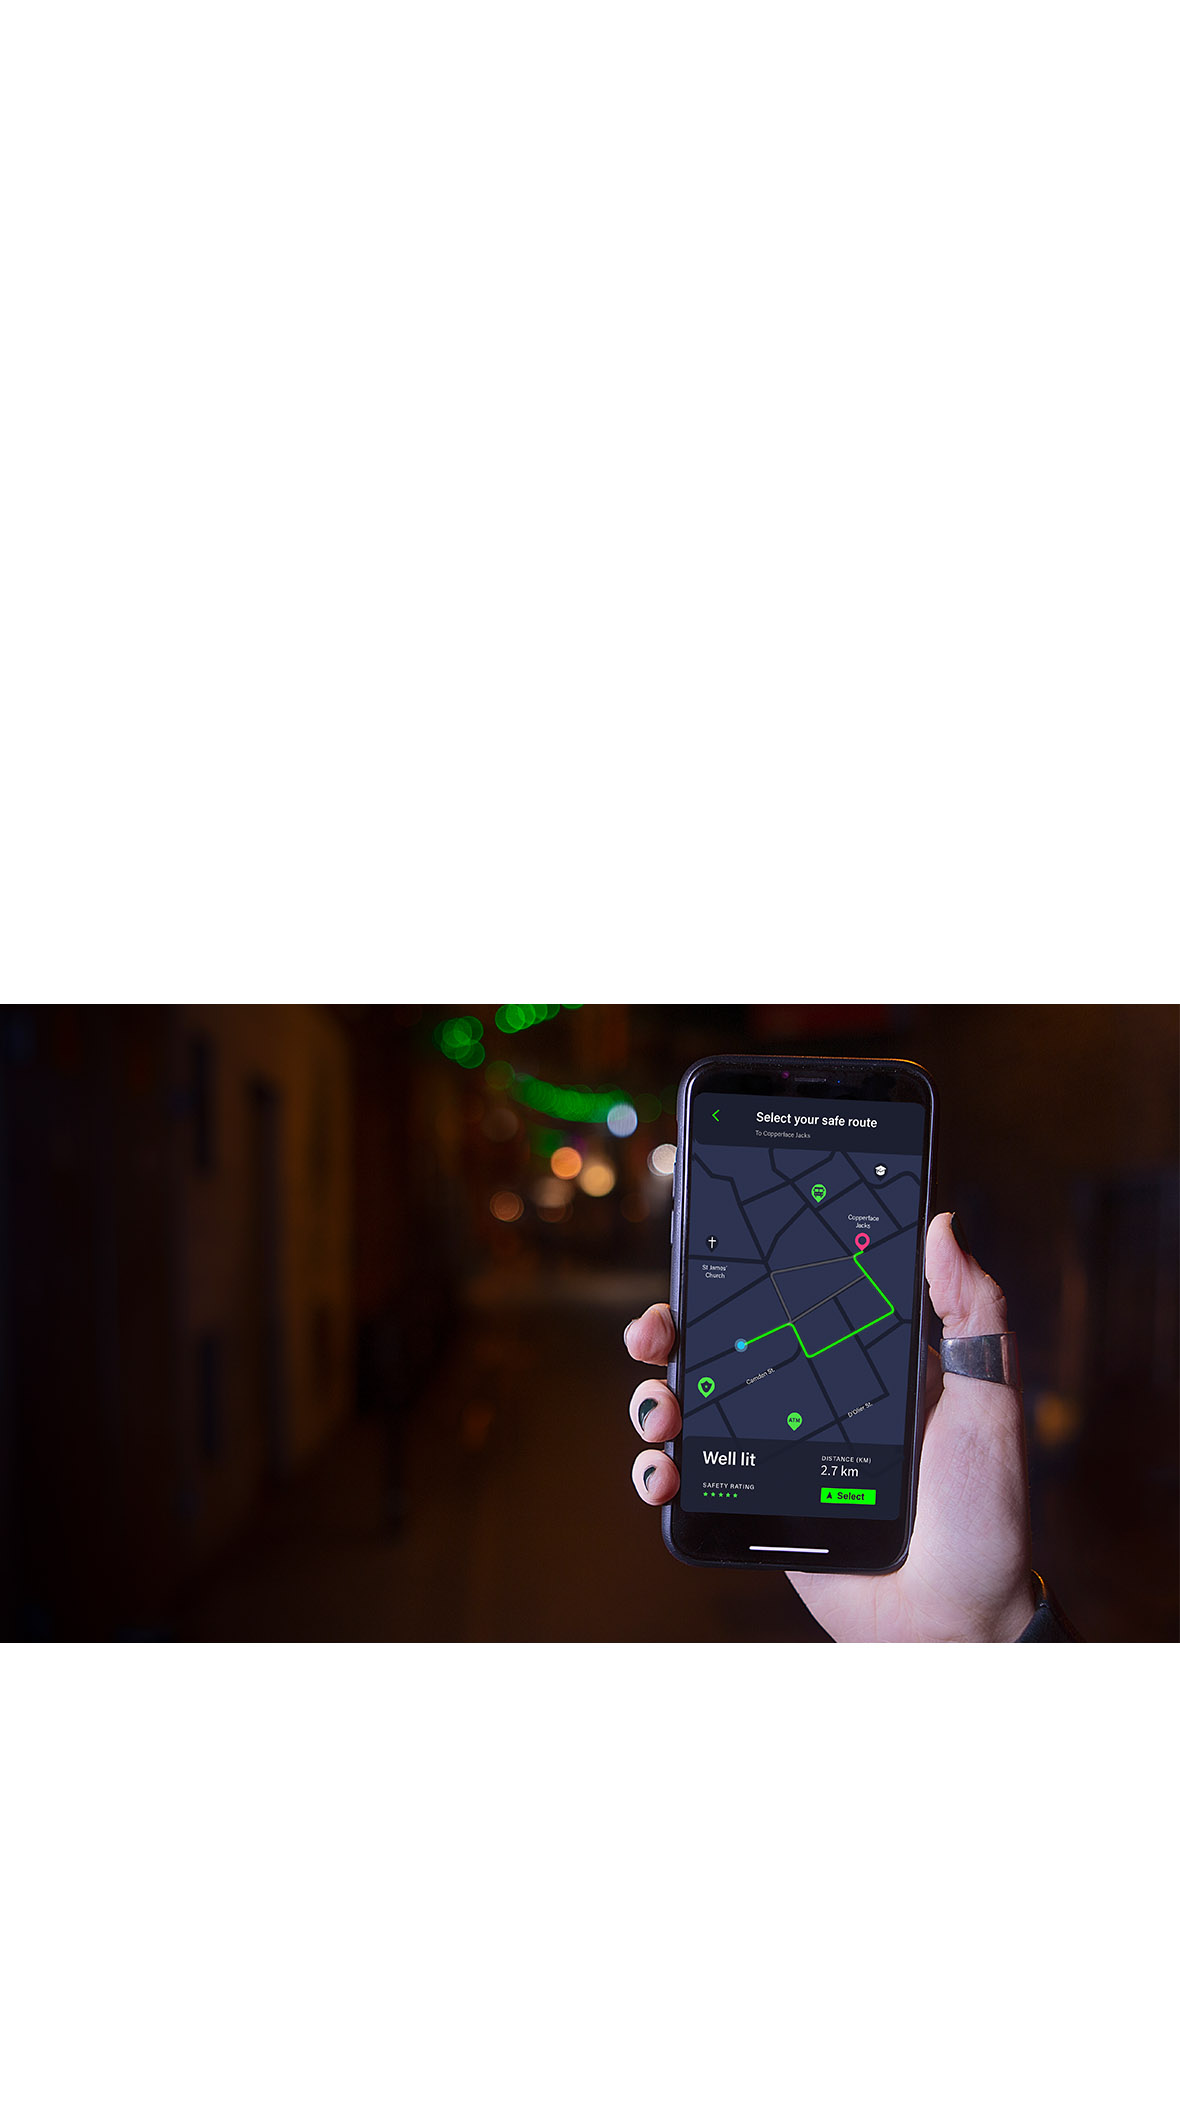 Select your safe route
To Copperface Jacks
Copperface
Jacks
St James'
Church
Camden St.
D'Olier St.
ATM
Well lit
DISTANCE (KM)
2.7 km
SAFETY RATING
Select